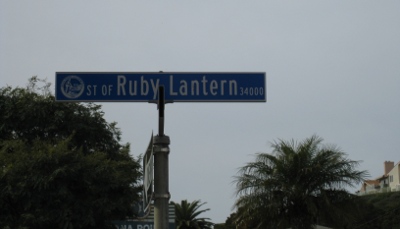 ST OF Ruby Lantern 34000